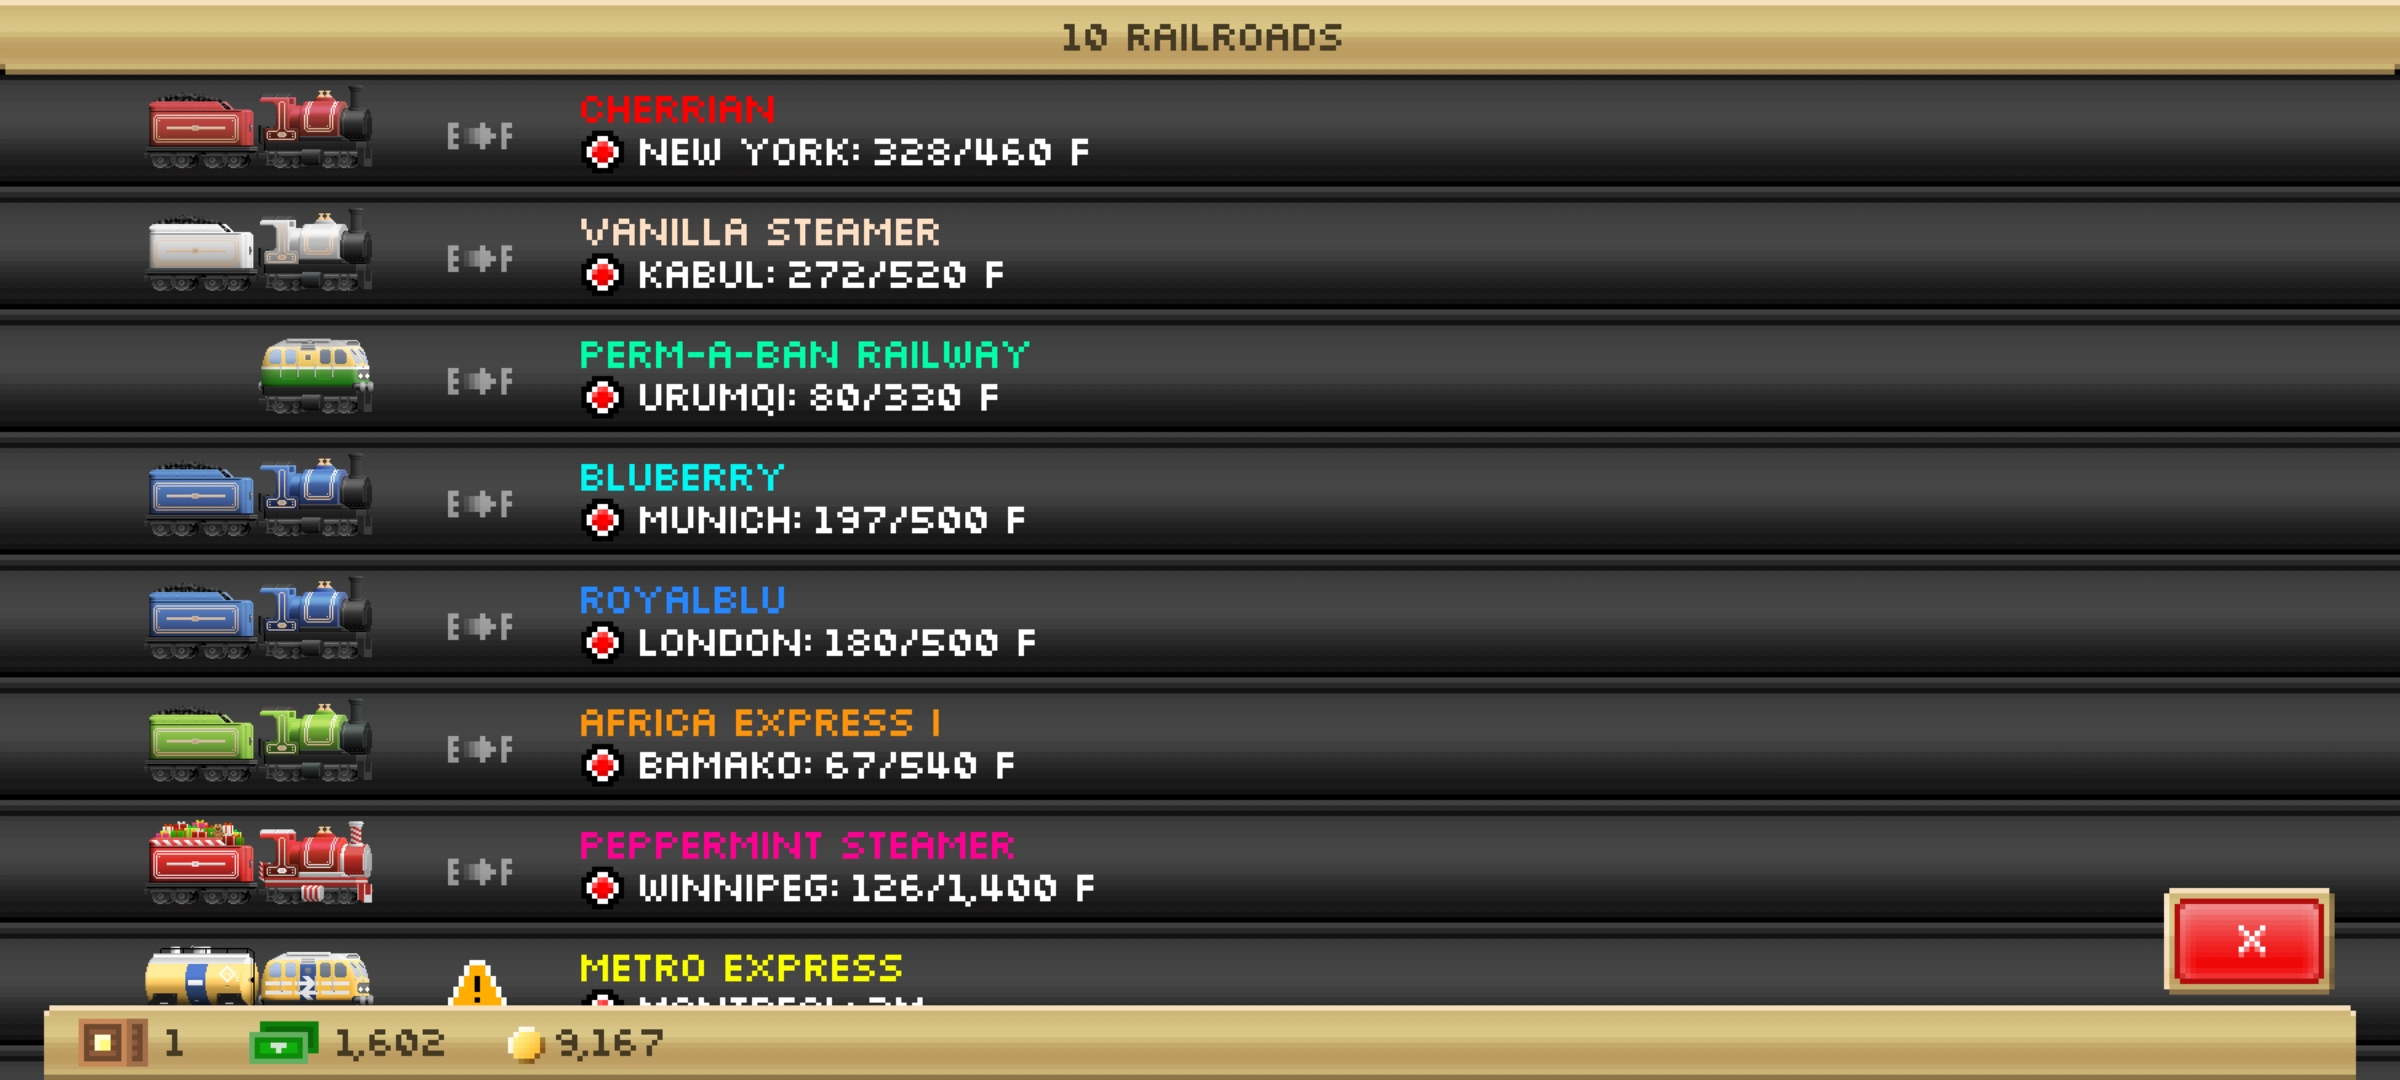 10 RAILROADS
CHERRIAN
E F
NEW YORK: 328/460 F
VANILLA STEAMER
E F
KABUL: 272/520 F
PERM-A-BAN RAILWAY
E F
URUMQI: 80/330 F
BLUBERRY
E F
MUNICH: 197/500 F
ROYALBLU
E F
LONDON: 180/500 F
AFRICA EXPRESS I
E F
BAMAKO: 67/540 F
PEPPERMINT STEAMER
E F
WINNIPEG: 126/1,400 F
X
METRO EXPRESS
1 1,602 9,167